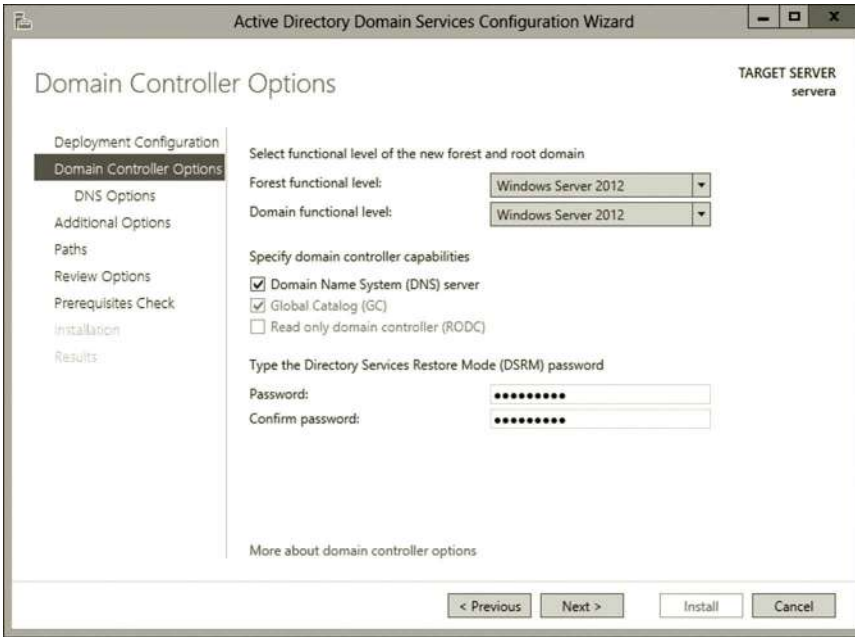 Active Directory Domain Services Configuration Wizard
Domain Controller Options
TARGET SERVER
servera
Deployment Configuration
Domain Controller Options
DNS Options
Additional Options
Paths
Review Options
Prerequisites Check
Installation
Results
Select functional level of the new forest and root domain
Forest functional level: Windows Server 2012
Domain functional level: Windows Server 2012
Specify domain controller capabilities
Domain Name System (DNS) server
Global Catalog (GC)
Read only domain controller (RODC)
Type the Directory Services Restore Mode (DSRM) password
Password: •••••••••
Confirm password: •••••••••
More about domain controller options
< Previous Next > Install Cancel